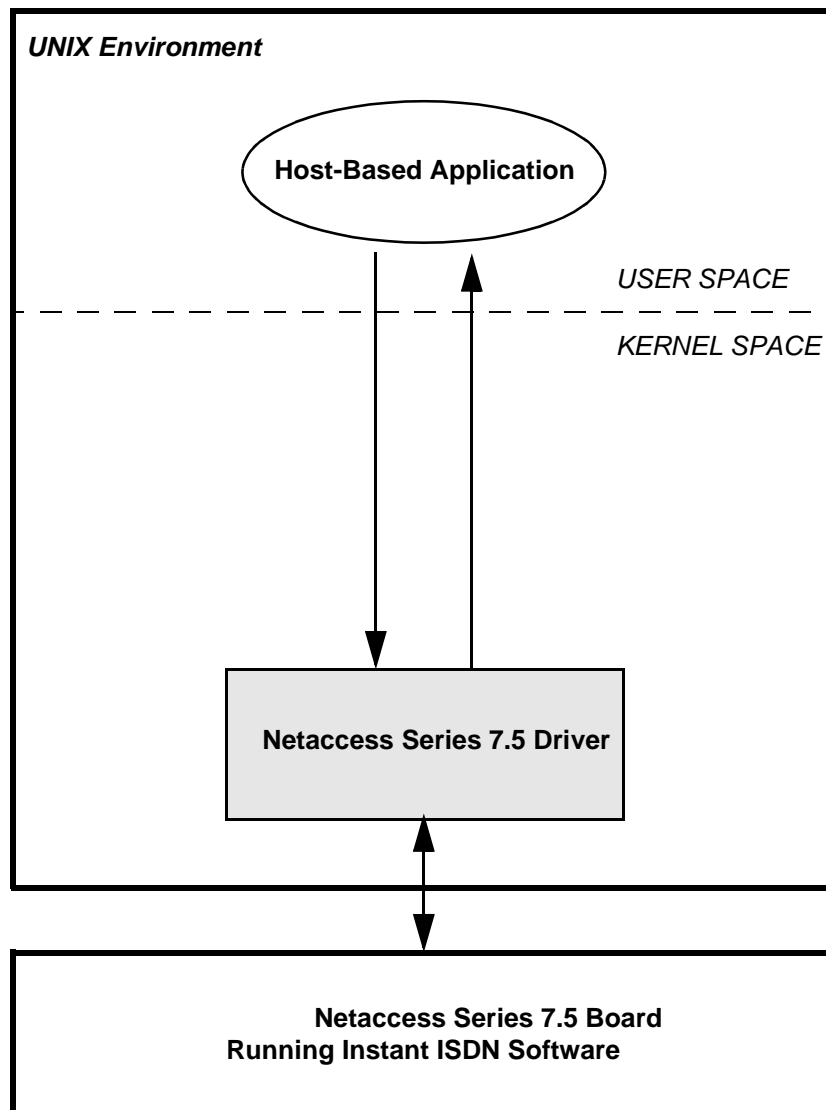 UNIX Environment
Host-Based Application
USER SPACE
KERNEL SPACE
Netaccess Series 7.5 Driver
Netaccess Series 7.5 Board
Running Instant ISDN Software